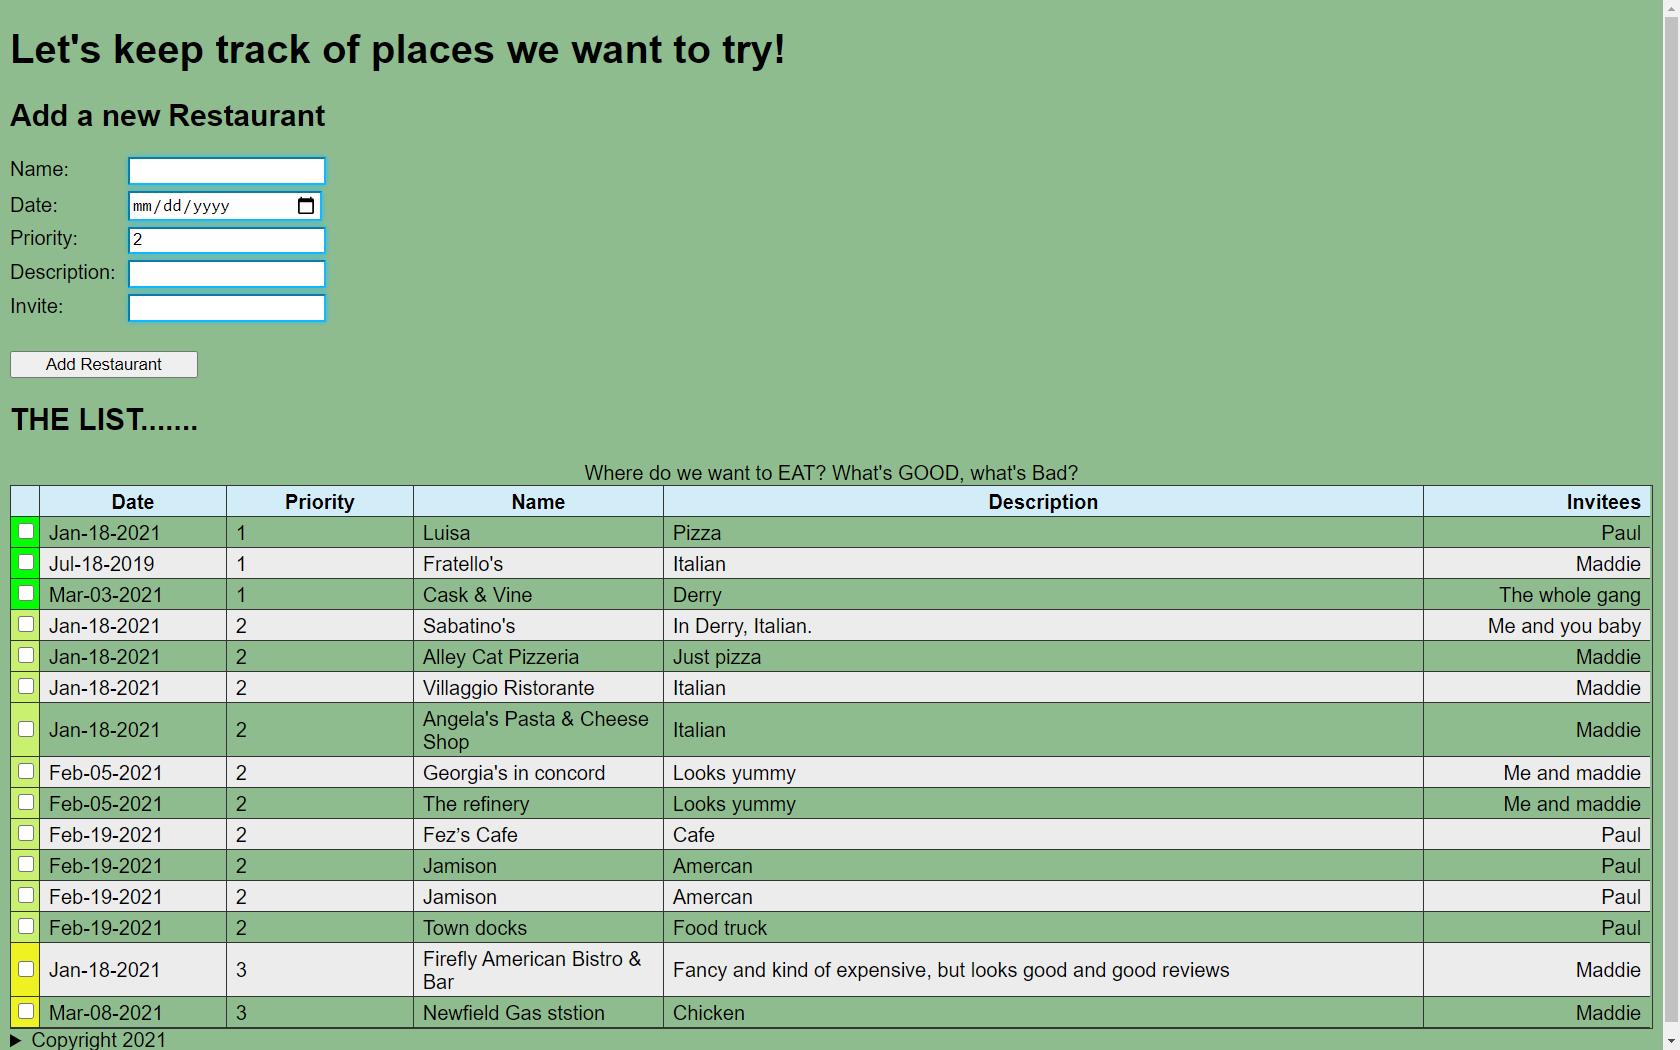 Let's keep track of places we want to try!
Add a new Restaurant
Name:
Date: mm/dd/yyyy
Priority: 2
Description:
Invite:
Add Restaurant
THE LIST.......
Where do we want to EAT? What's GOOD, what's Bad?
Date Priority Name Description Invitees
Jan-18-2021 1 Luisa Pizza Paul
Jul-18-2019 1 Fratello's Italian Maddie
Mar-03-2021 1 Cask & Vine Derry The whole gang
Jan-18-2021 2 Sabatino's In Derry, Italian. Me and you baby
Jan-18-2021 2 Alley Cat Pizzeria Just pizza Maddie
Jan-18-2021 2 Villaggio Ristorante Italian Maddie
Jan-18-2021 2 Angela's Pasta & Cheese Shop Italian Maddie
Feb-05-2021 2 Georgia's in concord Looks yummy Me and maddie
Feb-05-2021 2 The refinery Looks yummy Me and maddie
Feb-19-2021 2 Fez’s Cafe Cafe Paul
Feb-19-2021 2 Jamison Amercan Paul
Feb-19-2021 2 Jamison Amercan Paul
Feb-19-2021 2 Town docks Food truck Paul
Jan-18-2021 3 Firefly American Bistro & Bar Fancy and kind of expensive, but looks good and good reviews Maddie
Mar-08-2021 3 Newfield Gas ststion Chicken Maddie
Copyright 2021